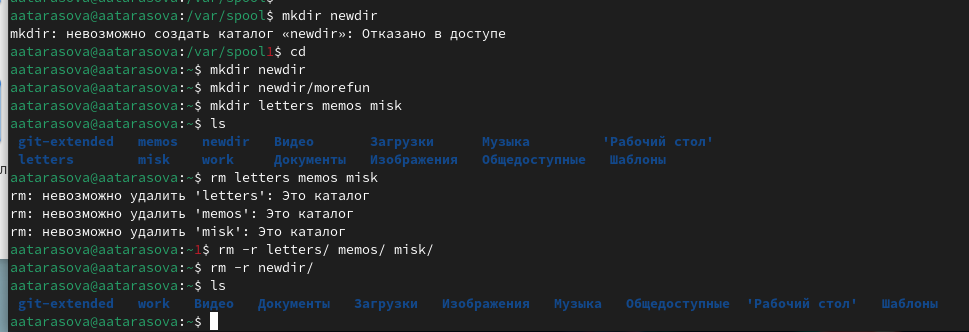 aatarasova@aatarasova:/var/spool$ mkdir newdir
mkdir: невозможно создать каталог «newdir»: Отказано в доступе
aatarasova@aatarasova:/var/spool1$ cd
aatarasova@aatarasova:~$ mkdir newdir
aatarasova@aatarasova:~$ mkdir newdir/morefun
aatarasova@aatarasova:~$ mkdir letters memos misk
aatarasova@aatarasova:~$ ls
git-extended memos newdir Видео Загрузки Музыка 'Рабочий стол'
letters misk work Документы Изображения Общедоступные Шаблоны
aatarasova@aatarasova:~$ rm letters memos misk
rm: невозможно удалить 'letters': Это каталог
rm: невозможно удалить 'memos': Это каталог
rm: невозможно удалить 'misk': Это каталог
aatarasova@aatarasova:~1$ rm -r letters/ memos/ misk/
aatarasova@aatarasova:~$ rm -r newdir/
aatarasova@aatarasova:~$ ls
git-extended work Видео Документы Загрузки Изображения Музыка Общедоступные 'Рабочий стол' Шаблоны
aatarasova@aatarasova:~$